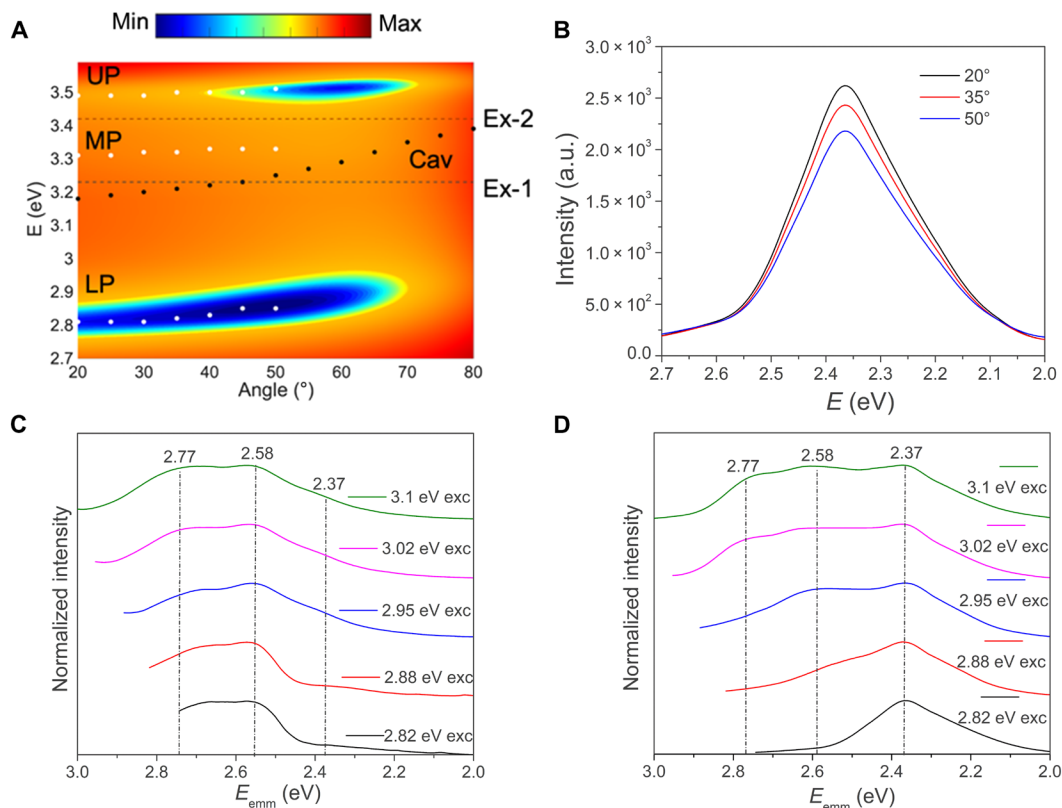 A
Min
Max
UP
MP
LP
Ex-2
Cav
Ex-1
E (eV)
3.5
3.4
3.3
3.2
3.1
3
2.9
2.8
2.7
20 30 40 50 60 70 80
Angle (°)
B
Intensity (a.u.)
3.0 × 10³
2.5 × 10³
2.0 × 10³
1.5 × 10³
1.0 × 10³
5.0 × 10²
0.0
20°
35°
50°
2.7 2.6 2.5 2.4 2.3 2.2 2.1 2.0
E (eV)
C
Normalized intensity
2.77 2.58 2.37
3.1 eV exc
3.02 eV exc
2.95 eV exc
2.88 eV exc
2.82 eV exc
3.0 2.8 2.6 2.4 2.2 2.0
Eemm (eV)
D
Normalized intensity
2.77 2.58 2.37
3.1 eV exc
3.02 eV exc
2.95 eV exc
2.88 eV exc
2.82 eV exc
3.0 2.8 2.6 2.4 2.2 2.0
Eemm (eV)